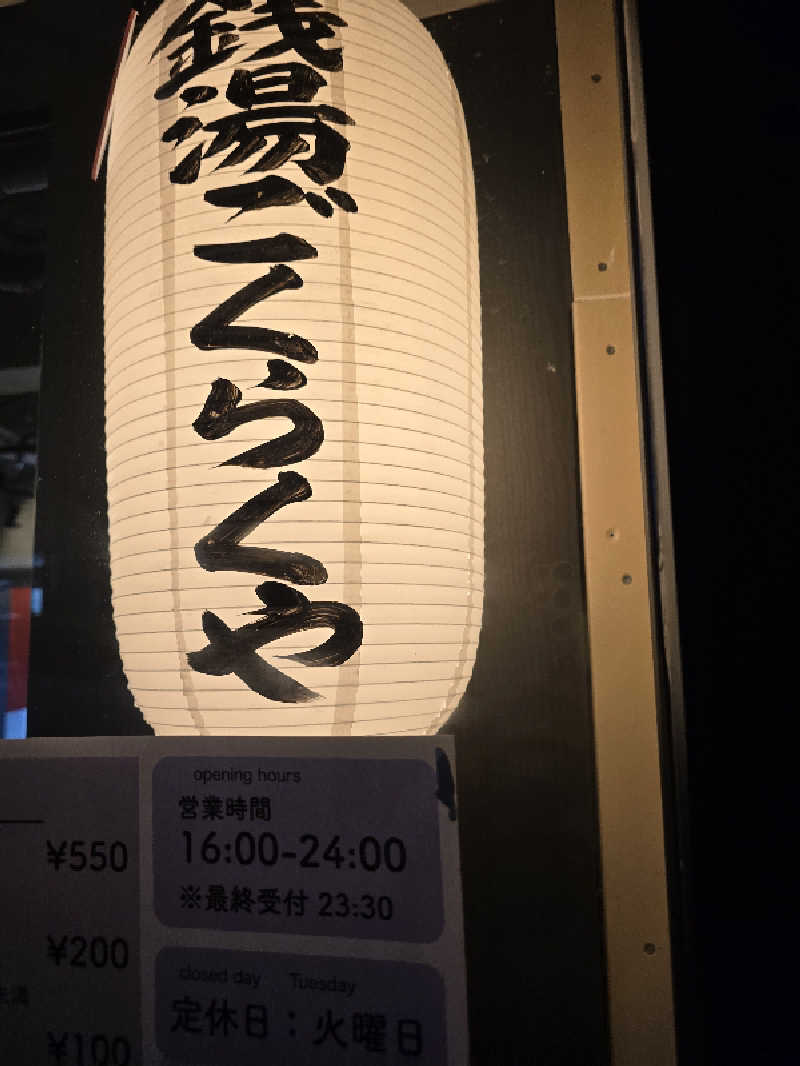 銭湯ごくらくや
opening hours
営業時間
16:00-24:00
※最終受付 23:30
closed day Tuesday
定休日：火曜日
¥550
¥200
¥100